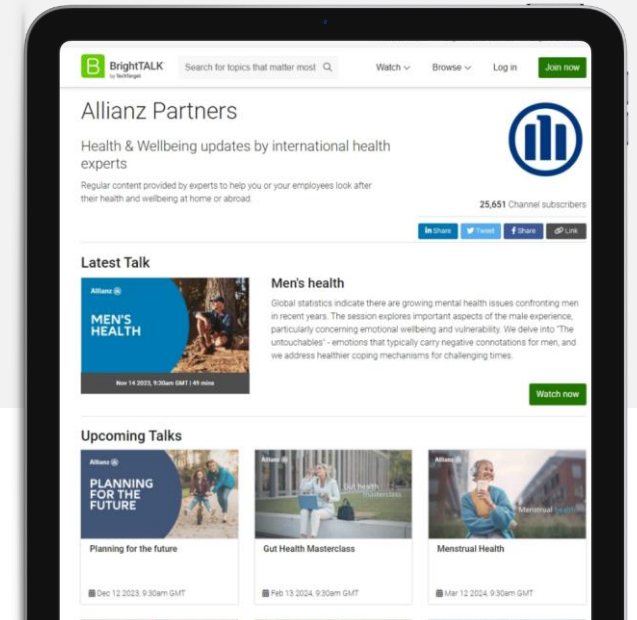 BrightTALK
by TechTarget
Search for topics that matter most
Watch
Browse
Log in
Join now
Allianz Partners
Health & Wellbeing updates by international health
experts
Regular content provided by experts to help you or your employees look after
their health and wellbeing at home or abroad.
25,651 Channel subscribers
in Share
Tweet
f Share
Link
Latest Talk
Allianz
MEN'S
HEALTH
Nov 14 2023, 9:30am GMT | 49 mins
Men's health
Global statistics indicate there are growing mental health issues confronting men
in recent years. The session explores important aspects of the male experience,
particularly concerning emotional wellbeing and vulnerability. We delve into "The
untouchables" - emotions that typically carry negative connotations for men, and
we address healthier coping mechanisms for challenging times.
Watch now
Upcoming Talks
Allianz
PLANNING
FOR THE
FUTURE
Planning for the future
Dec 12 2023, 9:30am GMT
Allianz
Gut health
masterclass
Gut Health Masterclass
Feb 13 2024, 9:30am GMT
Allianz
Menstrual health
Menstrual Health
Mar 12 2024, 9:30am GMT